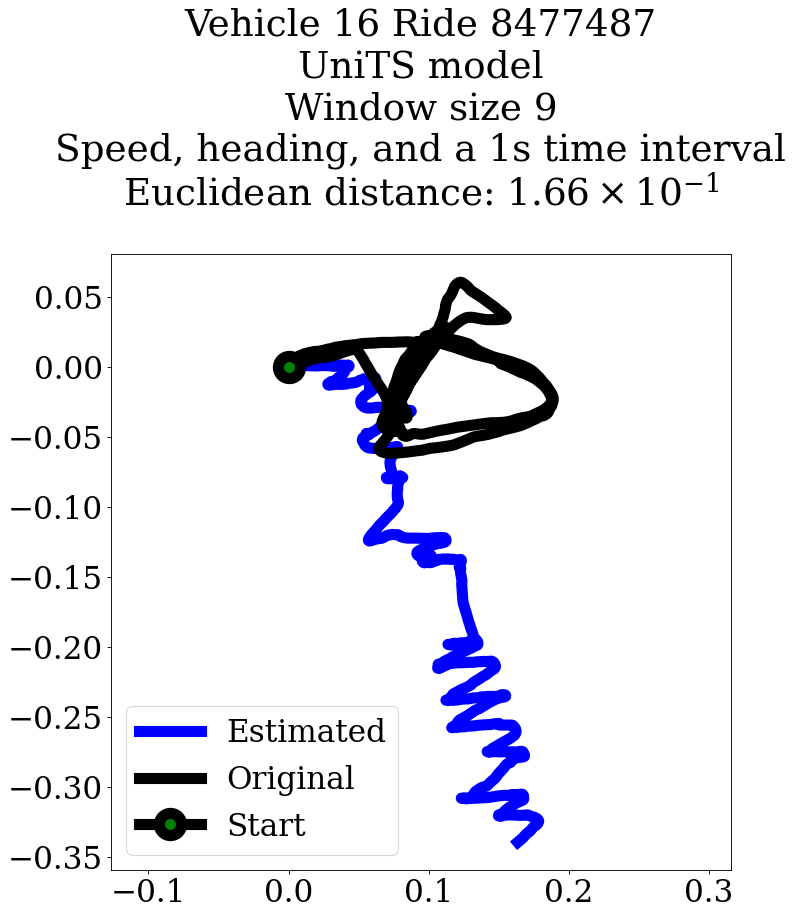 Vehicle 16 Ride 8477487
UniTS model
Window size 9
Speed, heading, and a 1s time interval
Euclidean distance: 1.66 × 10⁻¹
0.05
0.00
−0.05
−0.10
−0.15
−0.20
−0.25
−0.30
−0.35
Estimated
Original
Start
−0.1 0.0 0.1 0.2 0.3